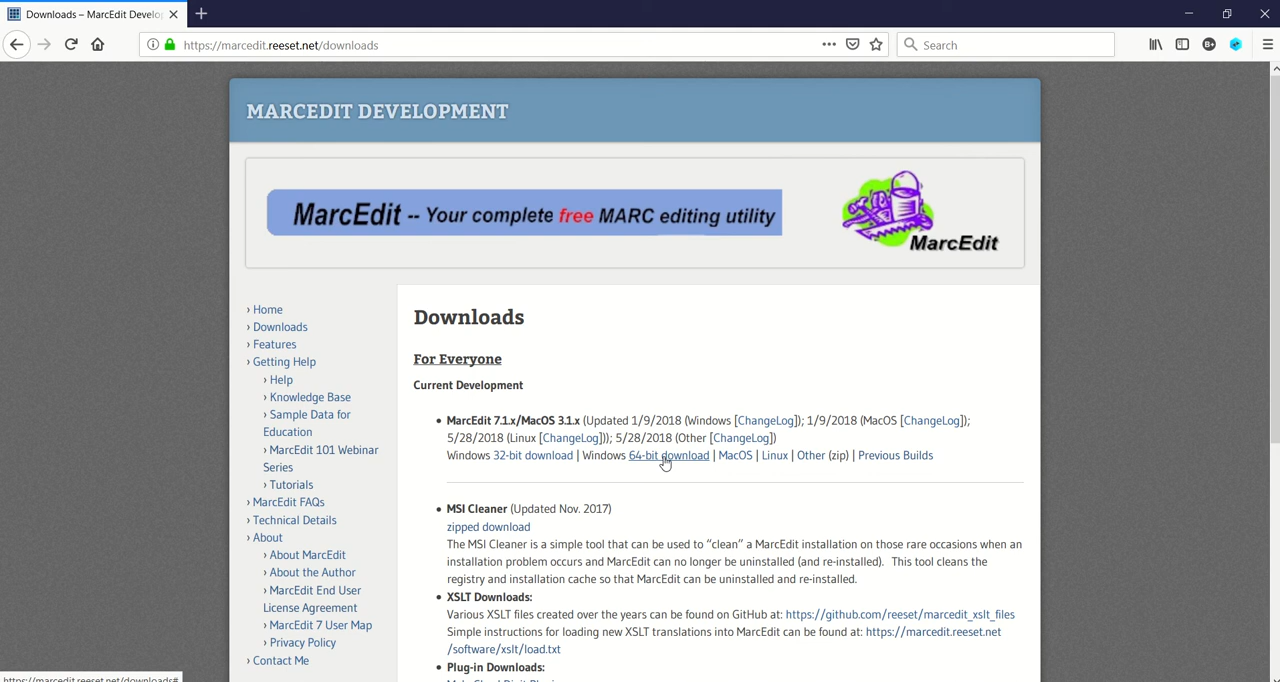 Downloads – MarcEdit Develo
https://marcedit.reeset.net/downloads
Search
MARCEDIT DEVELOPMENT
MarcEdit -- Your complete free MARC editing utility
MarcEdit
› Home
› Downloads
› Features
› Getting Help
› Help
› Knowledge Base
› Sample Data for
Education
› MarcEdit 101 Webinar
Series
› Tutorials
› MarcEdit FAQs
› Technical Details
› About
› About MarcEdit
› About the Author
› MarcEdit End User
License Agreement
› MarcEdit 7 User Map
› Privacy Policy
› Contact Me
Downloads
For Everyone
Current Development
• MarcEdit 7.1.x/MacOS 3.1.x (Updated 1/9/2018 (Windows [ChangeLog]); 1/9/2018 (MacOS [ChangeLog]);
5/28/2018 (Linux [ChangeLog])); 5/28/2018 (Other [ChangeLog])
Windows 32-bit download | Windows 64-bit download | MacOS | Linux | Other (zip) | Previous Builds
• MSI Cleaner (Updated Nov. 2017)
zipped download
The MSI Cleaner is a simple tool that can be used to “clean” a MarcEdit installation on those rare occasions when an
installation problem occurs and MarcEdit can no longer be uninstalled (and re-installed). This tool cleans the
registry and installation cache so that MarcEdit can be uninstalled and re-installed.
• XSLT Downloads:
Various XSLT files created over the years can be found on GitHub at: https://github.com/reeset/marcedit_xslt_files
Simple instructions for loading new XSLT translations into MarcEdit can be found at: https://marcedit.reeset.net
/software/xslt/load.txt
• Plug-in Downloads:
https://marcedit.reeset.net/downloads#